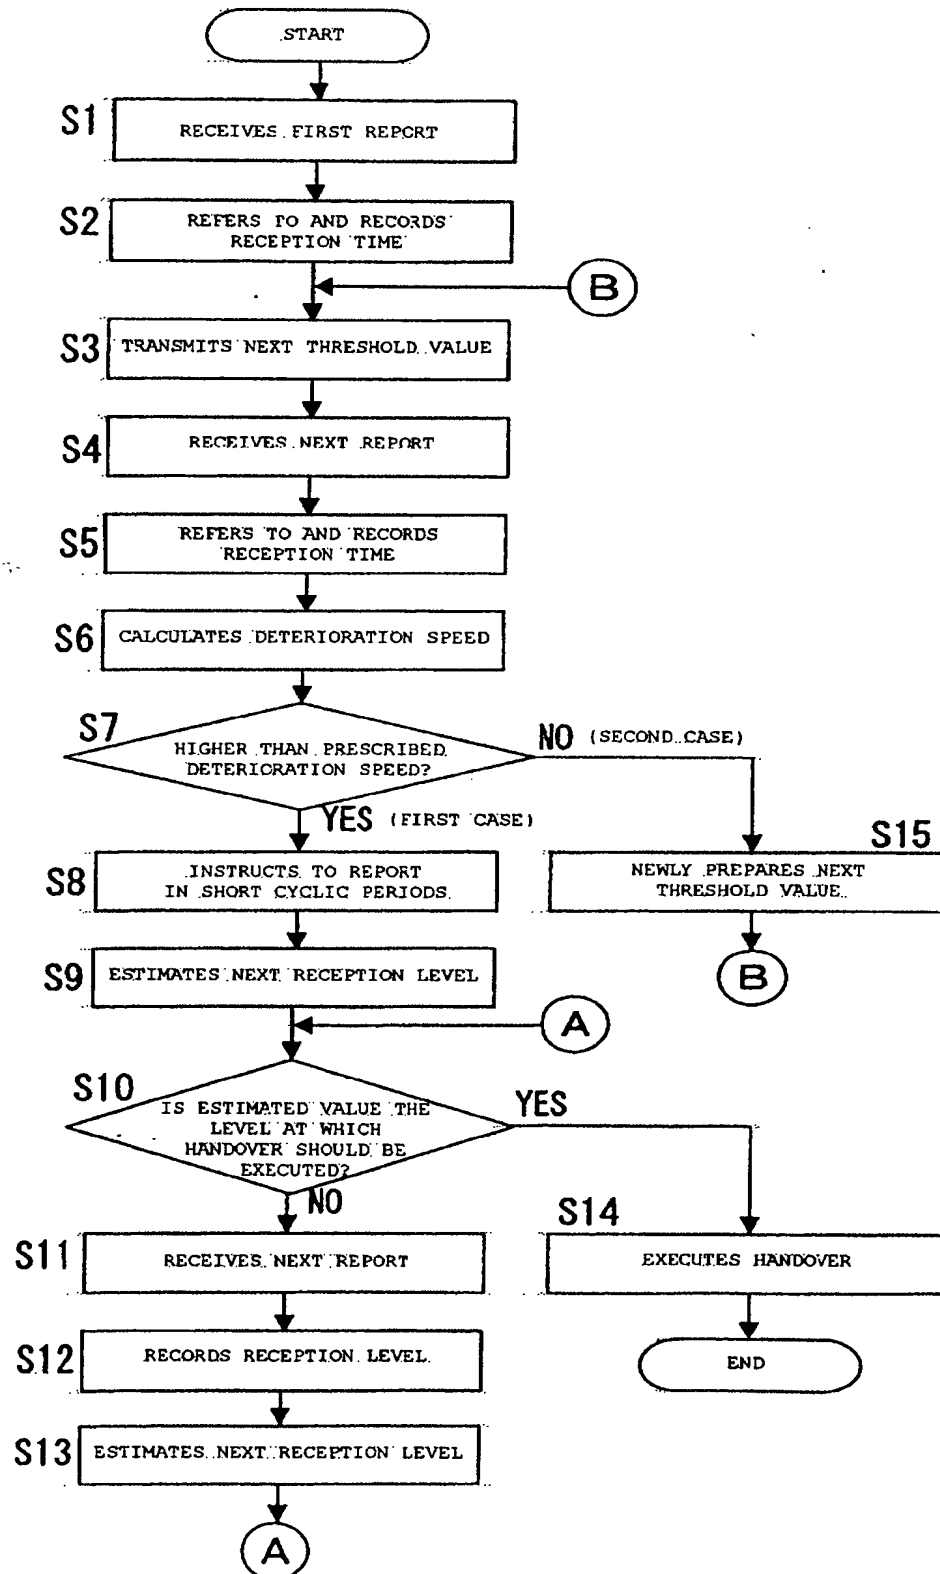 START
S1
RECEIVES FIRST REPORT
S2
REFERS TO AND RECORDS
RECEPTION TIME
B
S3
TRANSMITS NEXT THRESHOLD VALUE
S4
RECEIVES NEXT REPORT
S5
REFERS TO AND RECORDS
RECEPTION TIME
S6
CALCULATES DETERIORATION SPEED
S7
HIGHER THAN PRESCRIBED
DETERIORATION SPEED?
NO (SECOND CASE)
YES (FIRST CASE)
S8
INSTRUCTS TO REPORT
IN SHORT CYCLIC PERIODS
S15
NEWLY PREPARES NEXT
THRESHOLD VALUE
B
S9
ESTIMATES NEXT RECEPTION LEVEL
A
S10
IS ESTIMATED VALUE THE
LEVEL AT WHICH
HANDOVER SHOULD BE
EXECUTED?
YES
NO
S11
RECEIVES NEXT REPORT
S14
EXECUTES HANDOVER
S12
RECORDS RECEPTION LEVEL
END
S13
ESTIMATES NEXT RECEPTION LEVEL
A